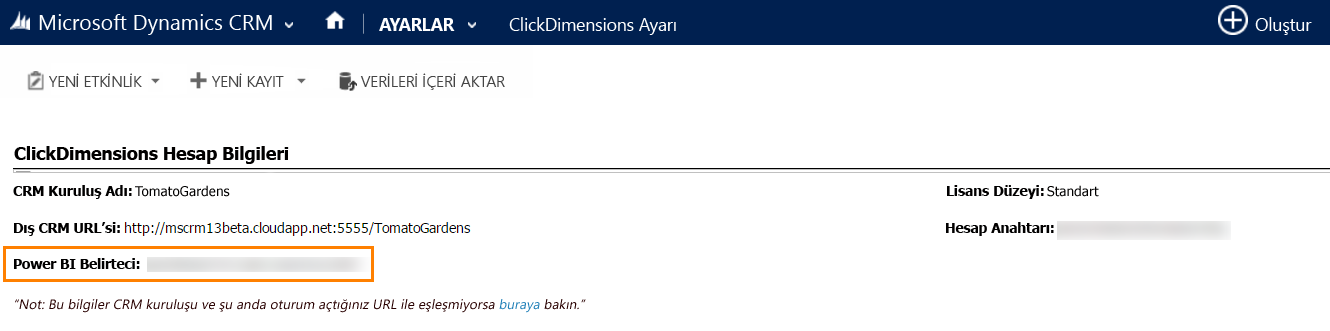 Microsoft Dynamics CRM AYARLAR ClickDimensions Ayarı Oluştur
YENİ ETKİNLİK YENİ KAYIT VERİLERİ İÇERİ AKTAR
ClickDimensions Hesap Bilgileri
CRM Kuruluş Adı: TomatoGardens Lisans Düzeyi: Standart
Dış CRM URL’si: http://mscrm13beta.cloudapp.net:5555/TomatoGardens Hesap Anahtarı:
Power BI Belirteci:
"Not: Bu bilgiler CRM kuruluşu ve şu anda oturum açtığınız URL ile eşleşmiyorsa buraya bakın."